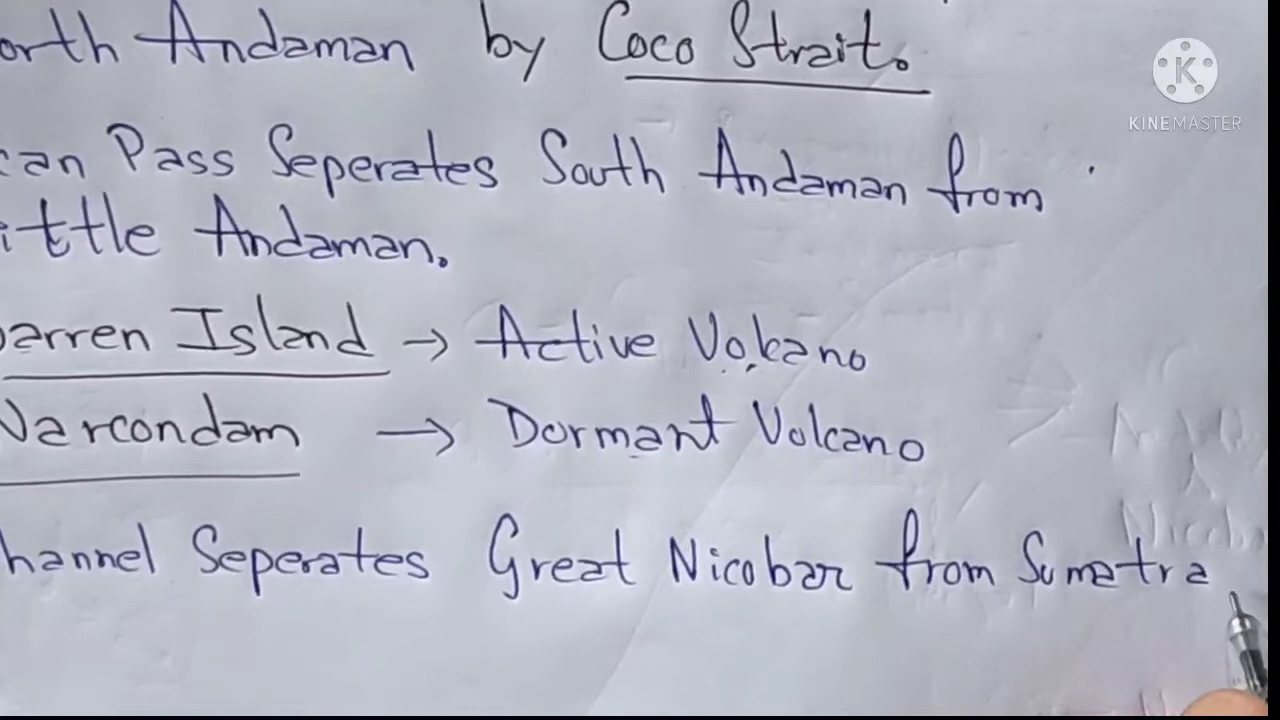 orth Andaman by Coco Strait.
can Pass Seperates South Andaman from
ittle Andaman.
arren Island → Active Volcano
Narcondam → Dormant Volcano
hannel Seperates Great Nicobar from Sumatra
K
KINEMASTER